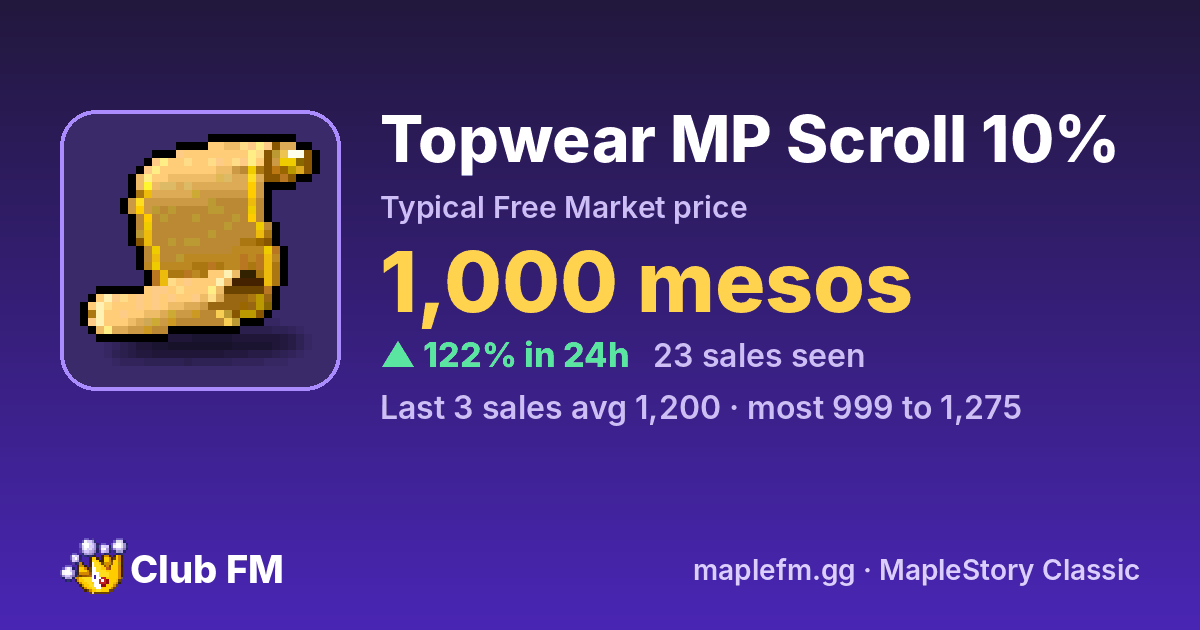 Topwear MP Scroll 10%
Typical Free Market price
1,000 mesos
▲ 122% in 24h 23 sales seen
Last 3 sales avg 1,200 · most 999 to 1,275
Club FM
maplefm.gg · MapleStory Classic